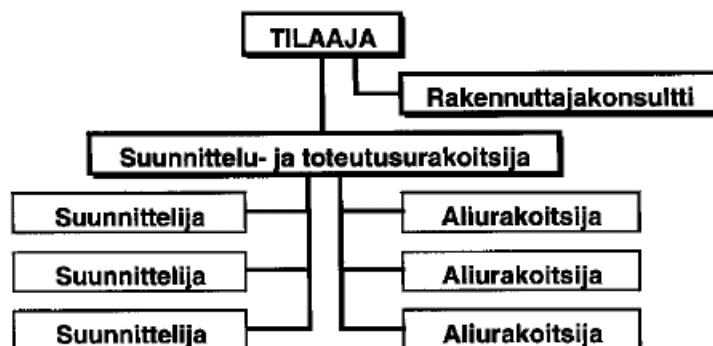 TILAAJA
Rakennuttajakonsultti
Suunnittelu- ja toteutusurakoitsija
Suunnittelija
Aliurakoitsija
Suunnittelija
Aliurakoitsija
Suunnittelija
Aliurakoitsija